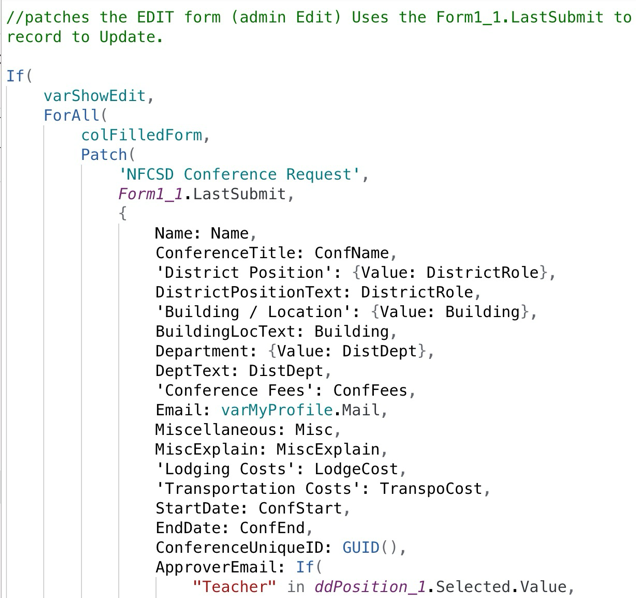 //patches the EDIT form (admin Edit) Uses the Form1_1.LastSubmit to
record to Update.
If(
varShowEdit,
ForAll(
colFilledForm,
Patch(
'NFCSD Conference Request',
Form1_1.LastSubmit,
{
Name: Name,
ConferenceTitle: ConfName,
'District Position': {Value: DistrictRole},
DistrictPositionText: DistrictRole,
'Building / Location': {Value: Building},
BuildingLocText: Building,
Department: {Value: DistDept},
DeptText: DistDept,
'Conference Fees': ConfFees,
Email: varMyProfile.Mail,
Miscellaneous: Misc,
MiscExplain: MiscExplain,
'Lodging Costs': LodgeCost,
'Transportation Costs': TranspoCost,
StartDate: ConfStart,
EndDate: ConfEnd,
ConferenceUniqueID: GUID(),
ApproverEmail: If(
"Teacher" in ddPosition_1.Selected.Value,